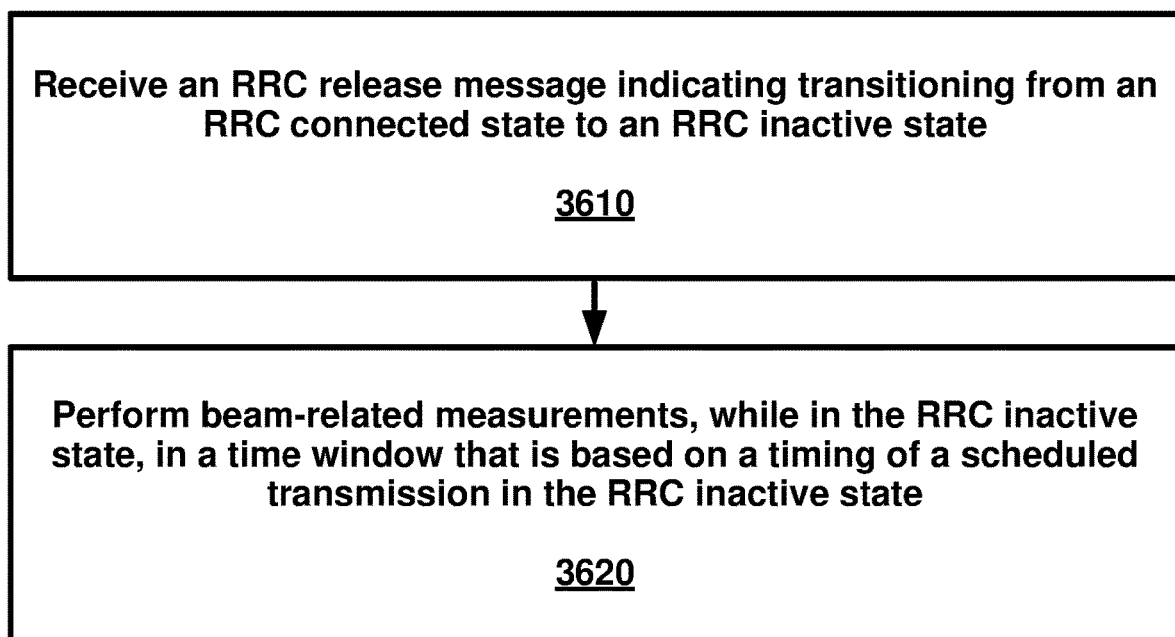 Receive an RRC release message indicating transitioning from an
RRC connected state to an RRC inactive state
3610
Perform beam-related measurements, while in the RRC inactive
state, in a time window that is based on a timing of a scheduled
transmission in the RRC inactive state
3620